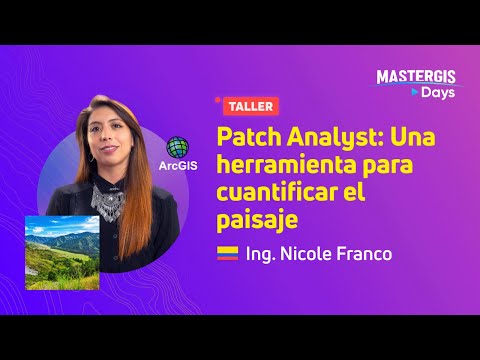 MASTERGIS
Days
TALLER
Patch Analyst: Una
herramienta para
cuantificar el
paisaje
ArcGIS
Ing. Nicole Franco